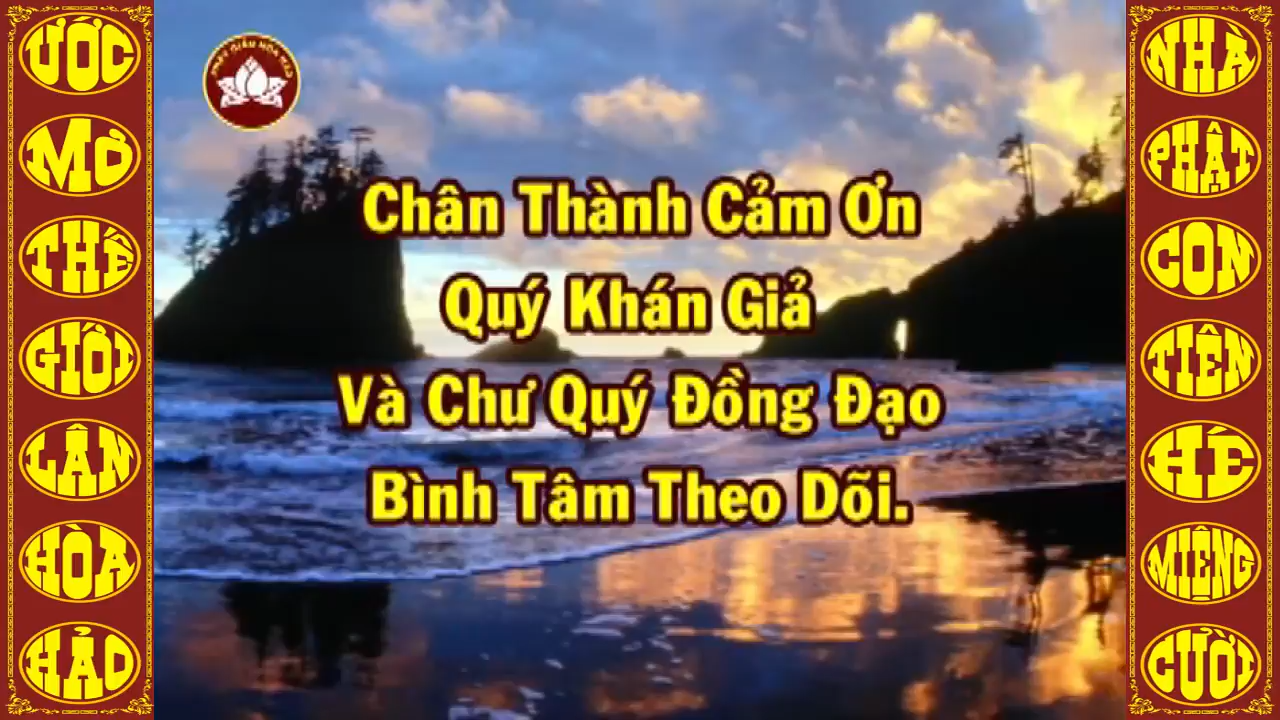 ƯỚC
MƠ
THẾ
GIỚI
LÂN
HÒA
HẢO
Chân Thành Cảm Ơn
Quý Khán Giả
Và Chư Quý Đồng Đạo
Bình Tâm Theo Dõi.
NHÀ
PHẬT
CON
TIÊN
HÉ
MIỆNG
CƯỜI